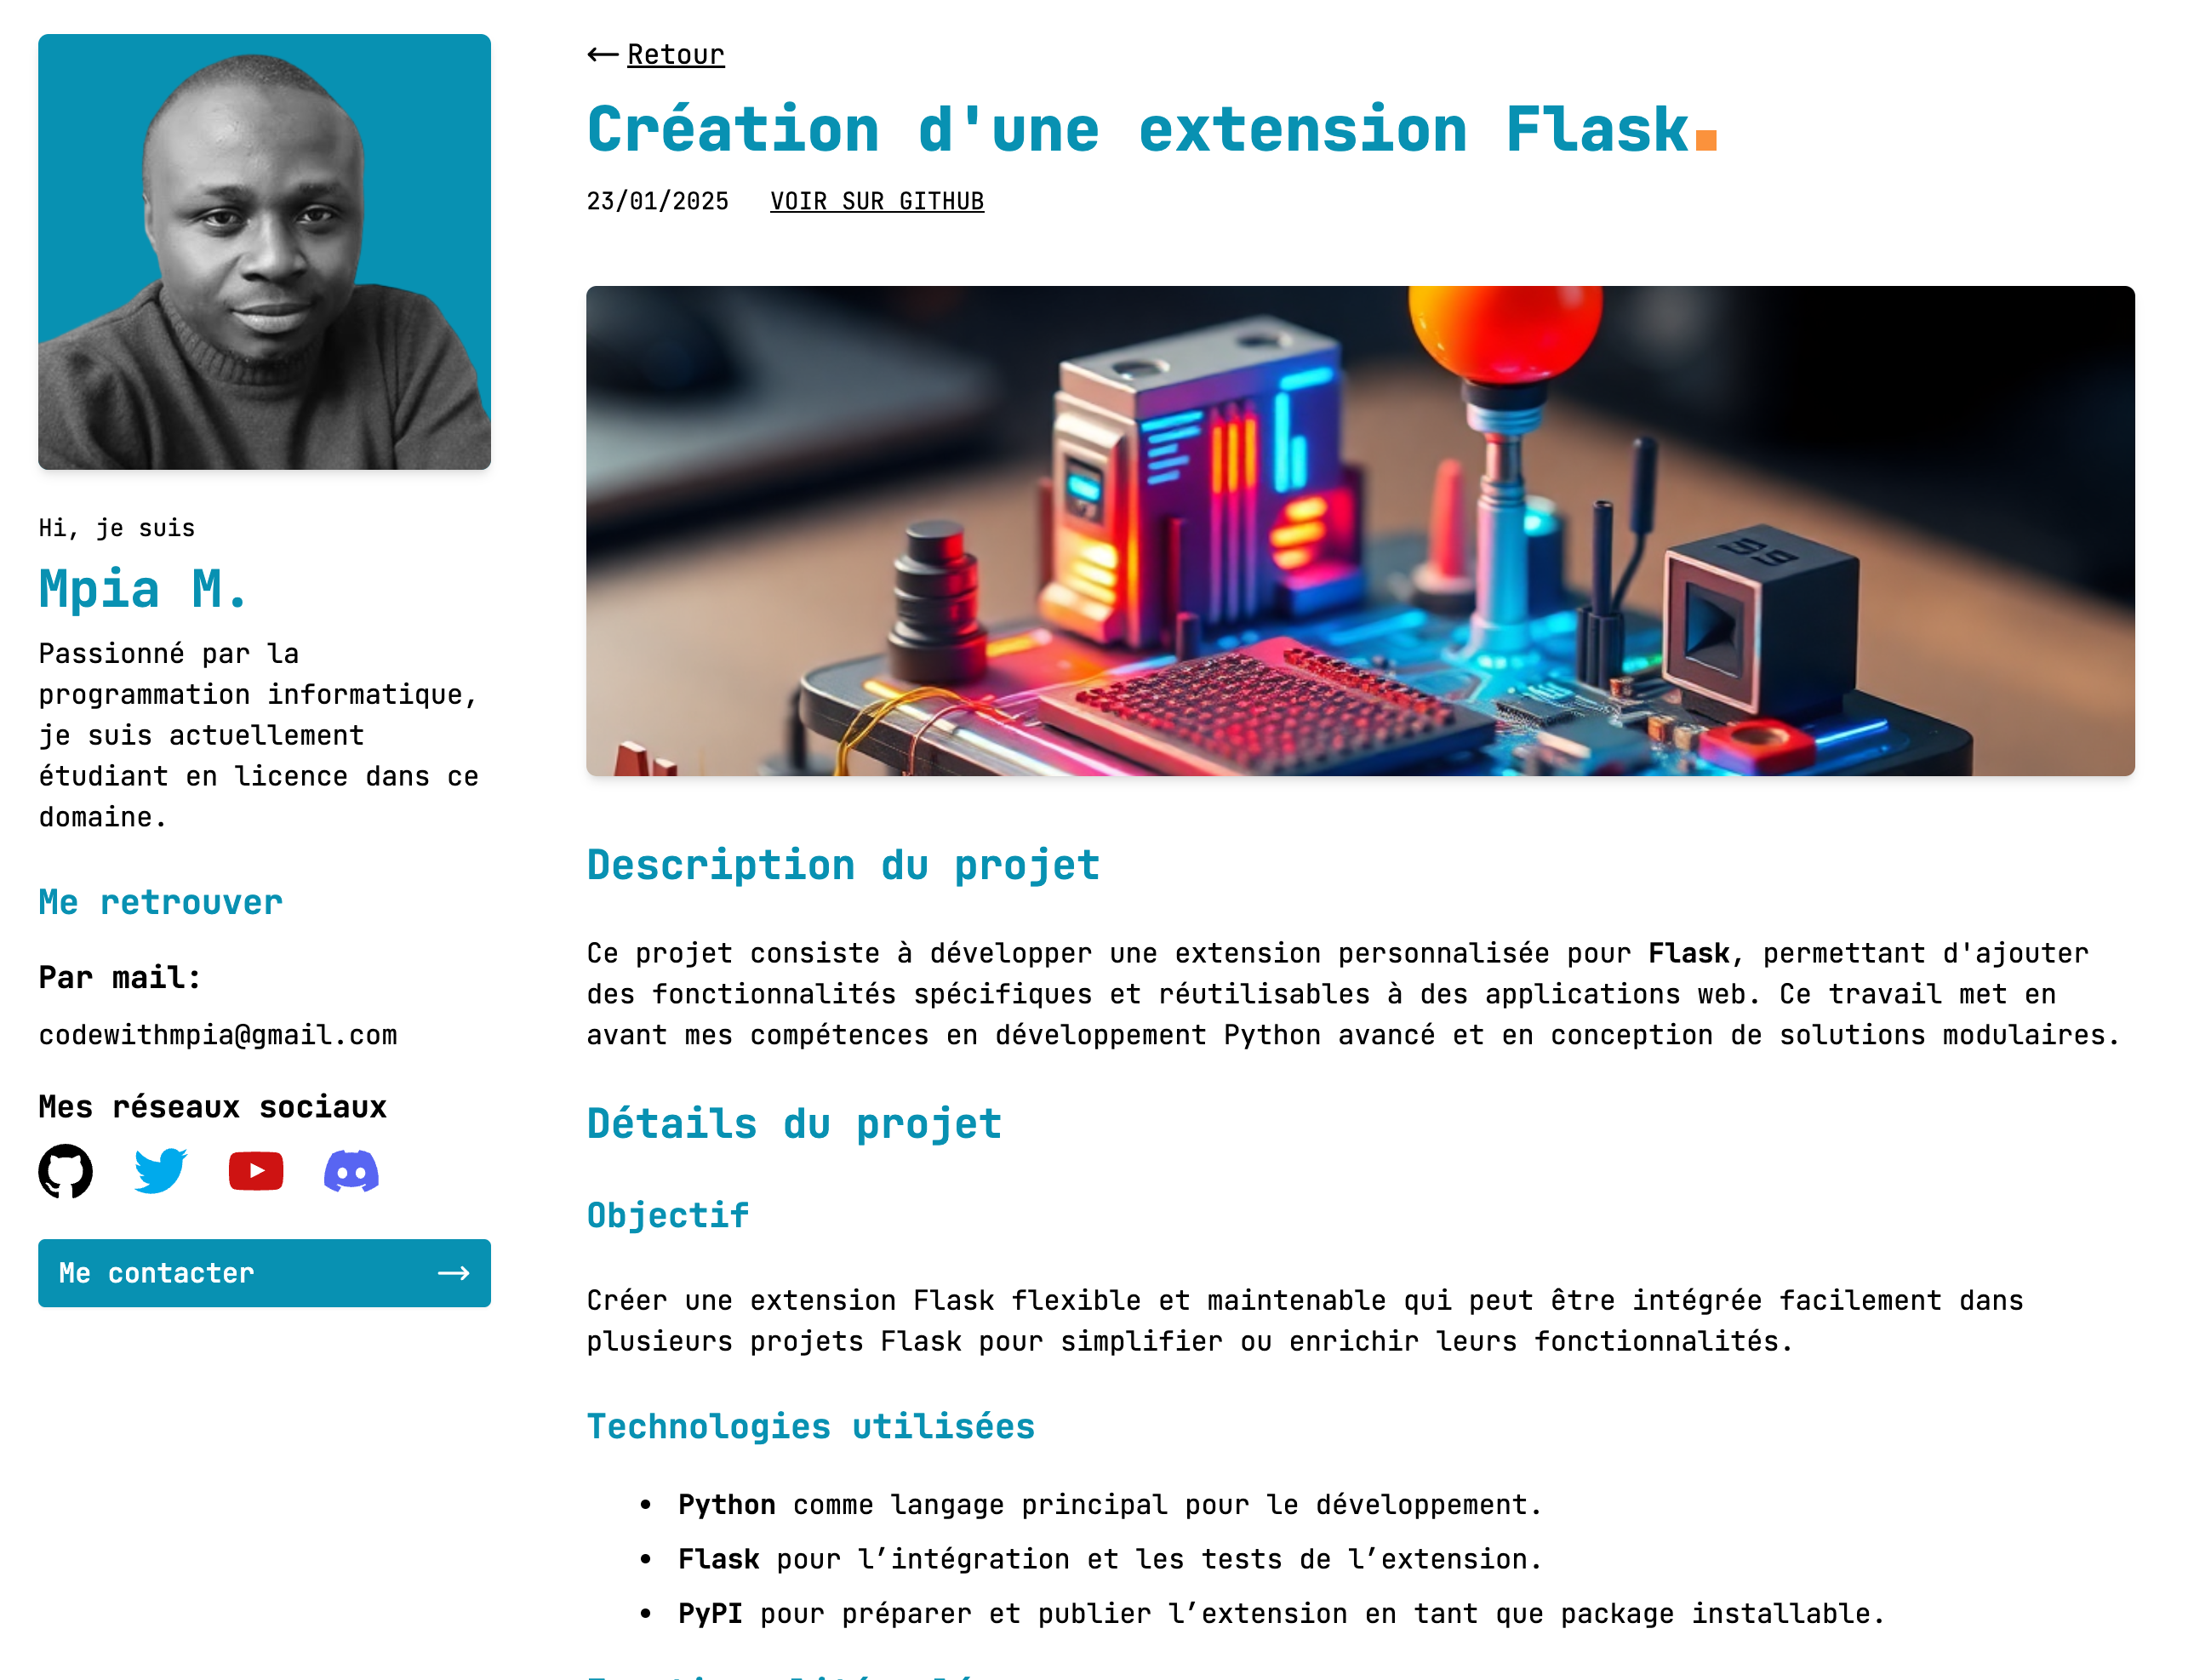 Hi, je suis
Mpia M.
Passionné par la
programmation informatique,
je suis actuellement
étudiant en licence dans ce
domaine.
Me retrouver
Par mail:
codewithmpia@gmail.com
Mes réseaux sociaux
Me contacter
Retour
Création d'une extension Flask
23/01/2025 VOIR SUR GITHUB
Description du projet
Ce projet consiste à développer une extension personnalisée pour Flask, permettant d'ajouter
des fonctionnalités spécifiques et réutilisables à des applications web. Ce travail met en
avant mes compétences en développement Python avancé et en conception de solutions modulaires.
Détails du projet
Objectif
Créer une extension Flask flexible et maintenable qui peut être intégrée facilement dans
plusieurs projets Flask pour simplifier ou enrichir leurs fonctionnalités.
Technologies utilisées
Python comme langage principal pour le développement.
Flask pour l’intégration et les tests de l’extension.
PyPI pour préparer et publier l’extension en tant que package installable.